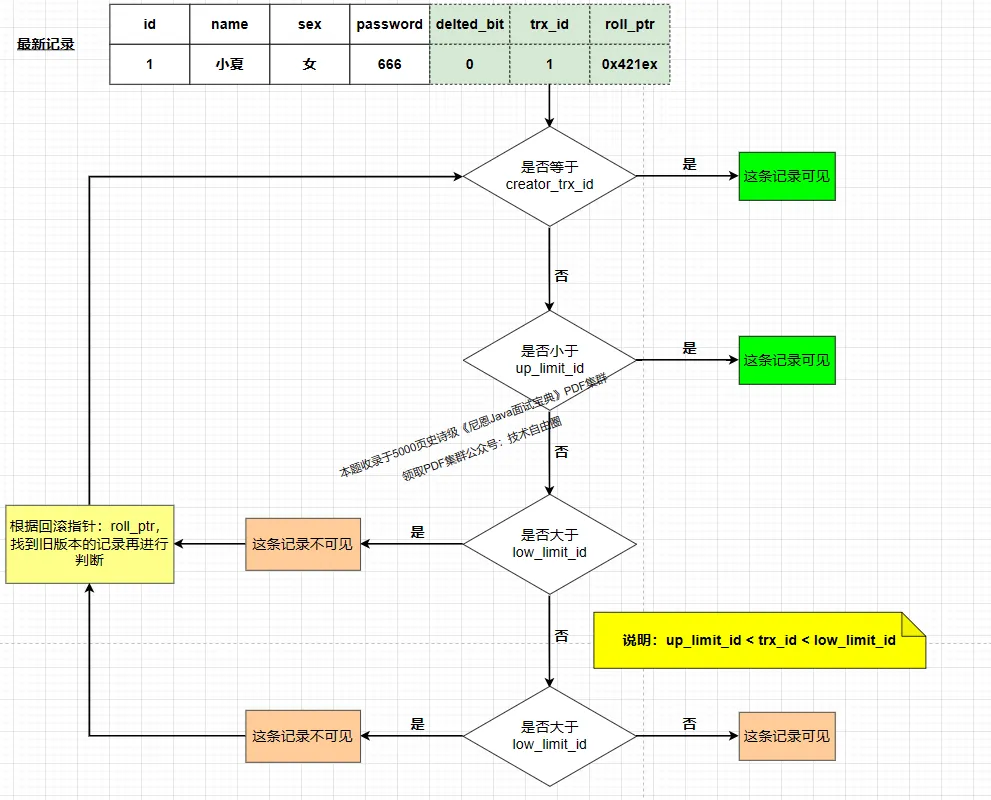 id name sex password delted_bit trx_id roll_ptr
最新记录
1 小夏 女 666 0 1 0x421ex
是否等于
creator_trx_id
是
这条记录可见
否
是否小于
up_limit_id
是
这条记录可见
本题收录于5000页史诗级《尼恩Java面试宝典》PDF集群
领取PDF集群公众号：技术自由圈
否
根据回滚指针：roll_ptr，
找到旧版本的记录再进行
判断
这条记录不可见
是
是否大于
low_limit_id
否
说明：up_limit_id < trx_id < low_limit_id
这条记录不可见
是
是否大于
low_limit_id
否
这条记录可见